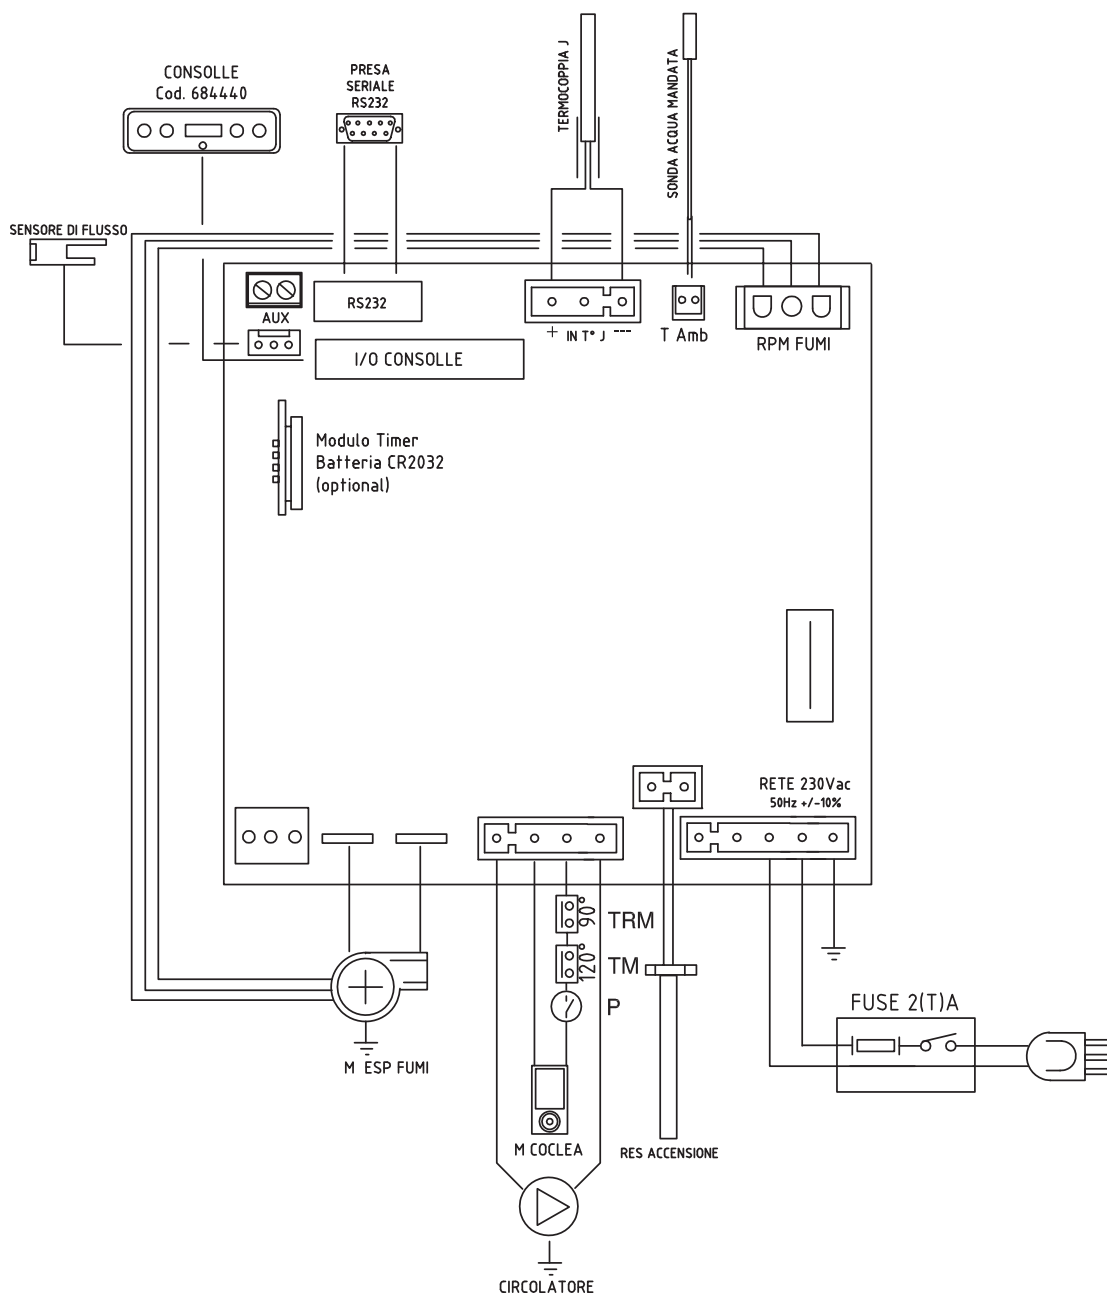 CONSOLLE
Cod. 684440
PRESA
SERIALE
RS232
TERMOCOPPIA J
SONDA ACQUA MANDATA
SENSORE DI FLUSSO
AUX
RS232
+ IN T° J ---
T Amb
RPM FUMI
I/O CONSOLLE
Modulo Timer
Batteria CR2032
(optional)
RETE 230Vac
50Hz +/-10%
90° TRM
120° TM
P
FUSE 2(T)A
M ESP FUMI
M COCLEA
RES ACCENSIONE
CIRCOLATORE